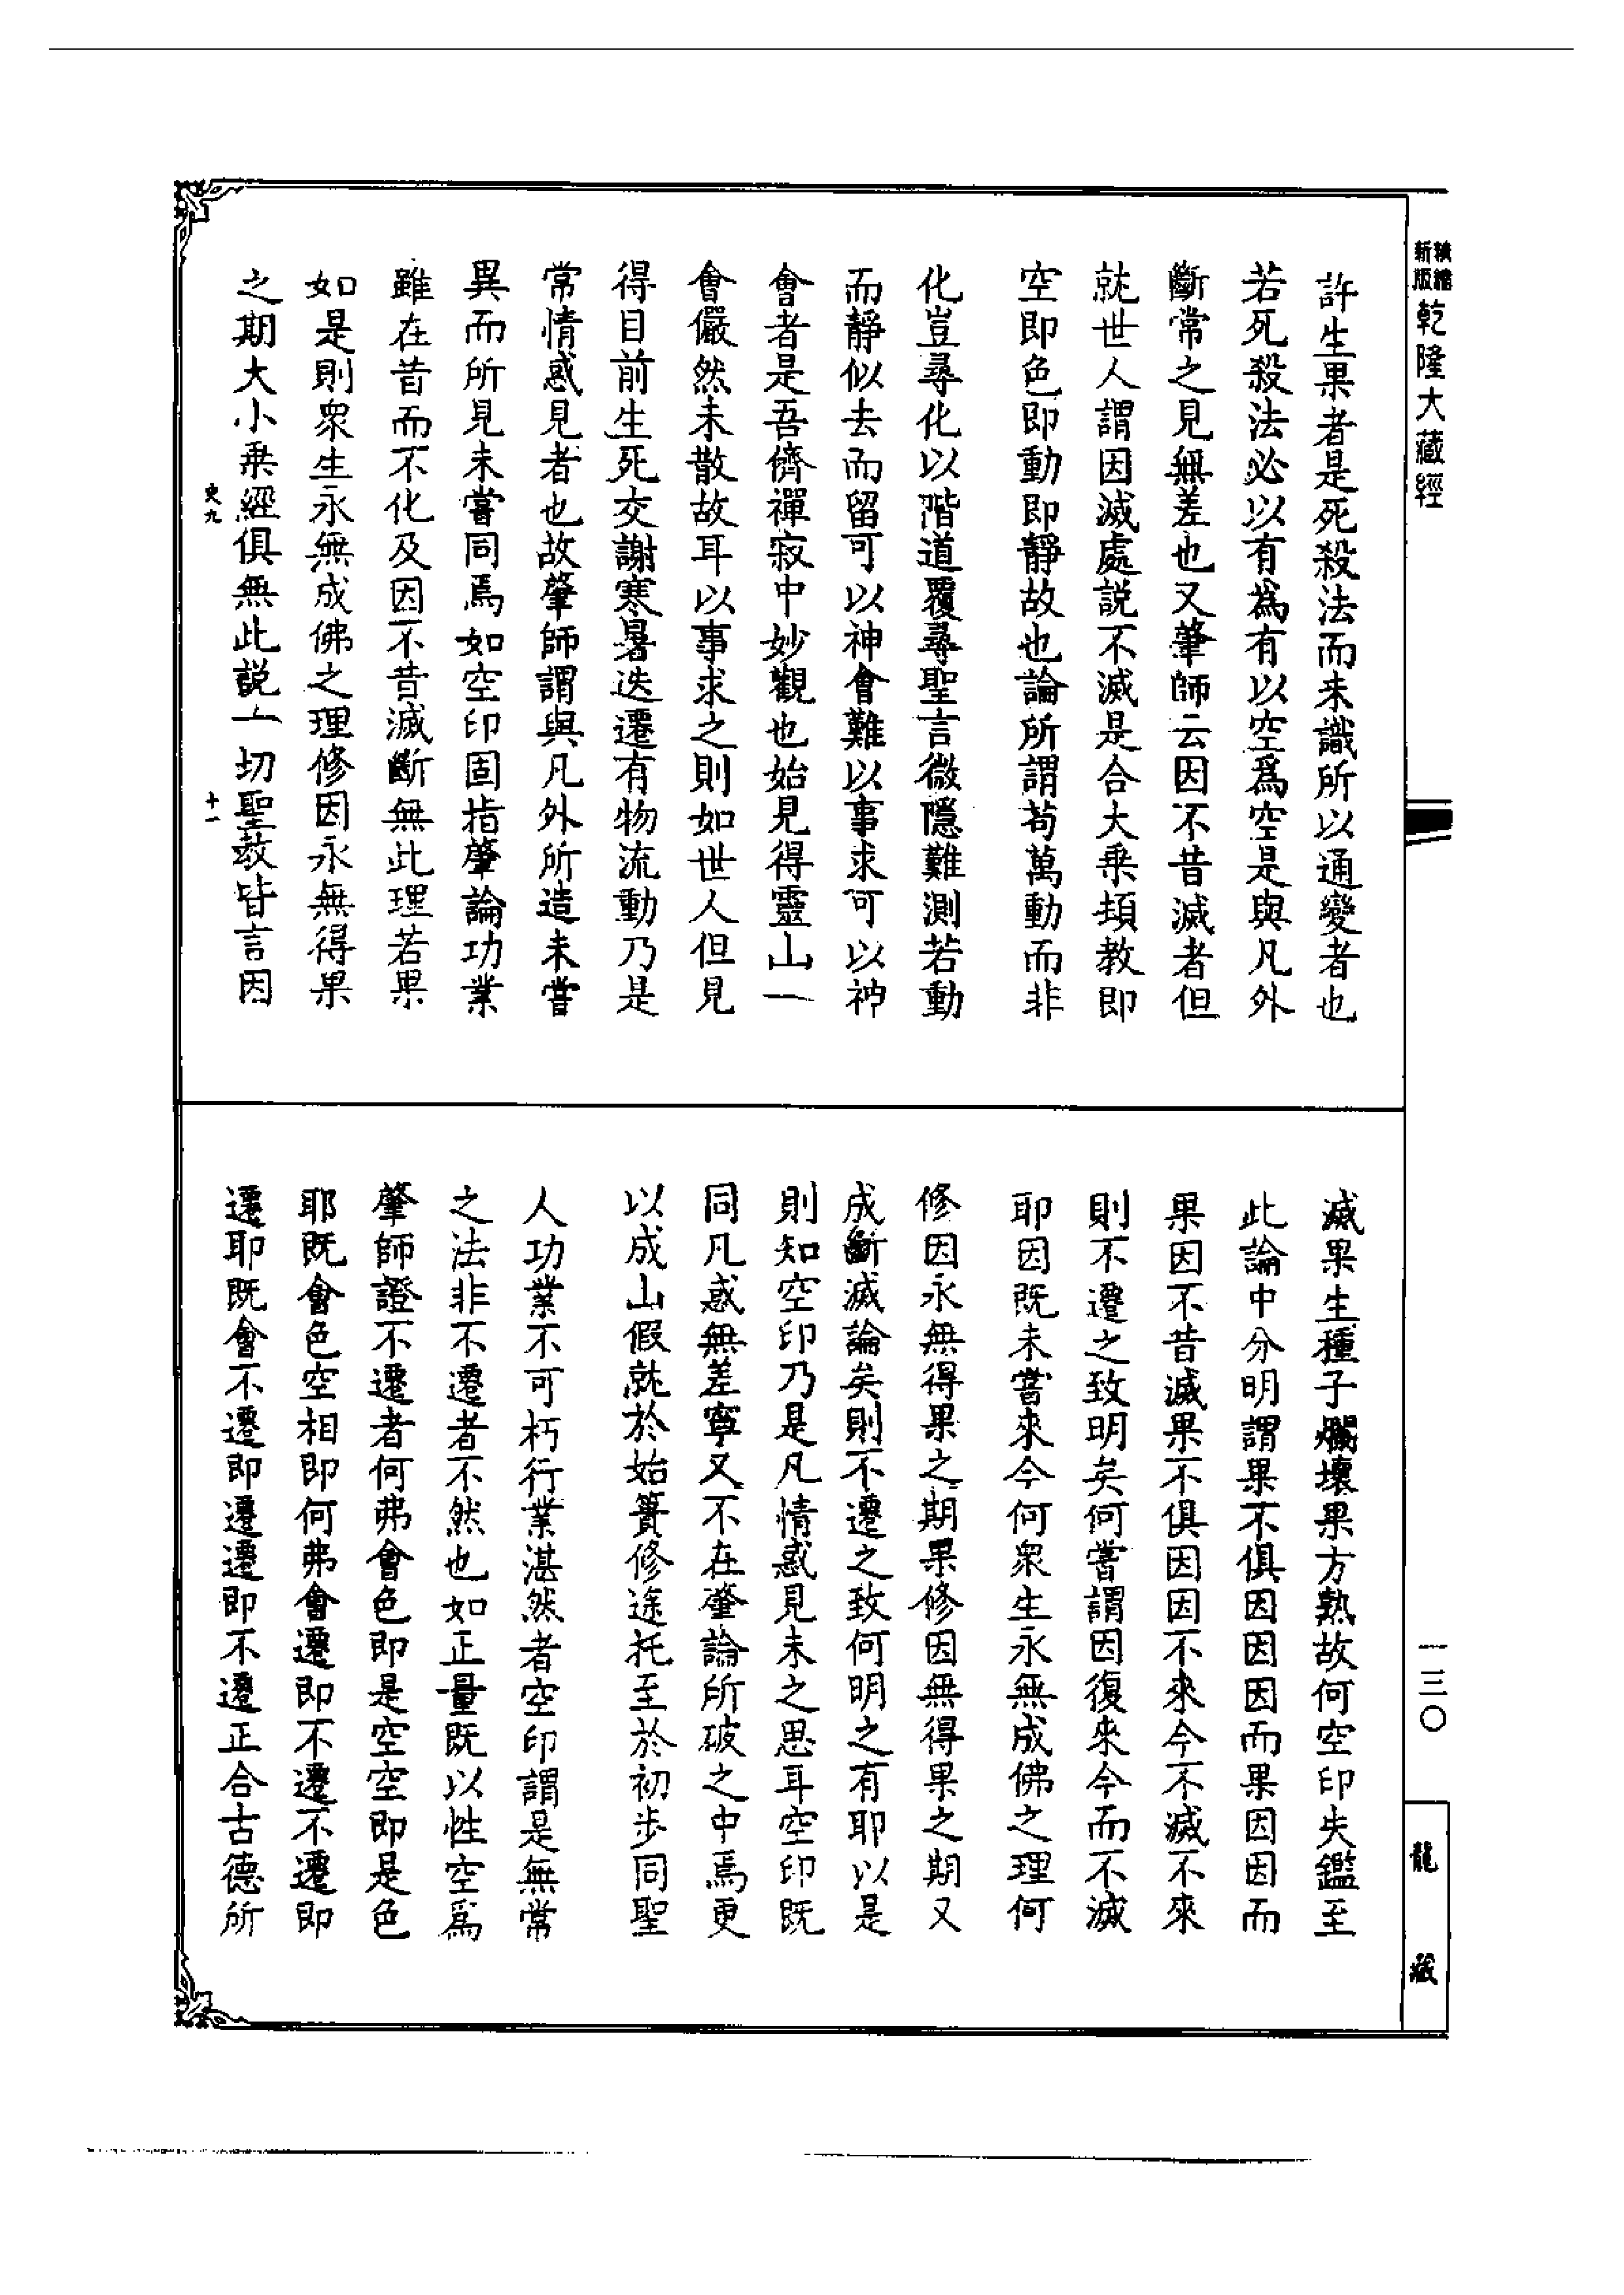 新版精縮乾隆大藏經
許生果者是死殺法而未識所以通變者也
若死殺法必以有為有以空爲空是與凡外
斷常之見無差也又肇師云因不昔滅者但
就世人謂因滅處説不滅是合大乗頓教即
空即色即動即靜故也論所謂茍萬動而非
化豈尋化以階道覆尋聖言微隱難測若動
而靜似去而留可以神會難以事求可以神
會者是吾儕禪寂中妙觀也始見得靈山一
會儼然未散故耳以事求之則如世人但見
得目前生死交謝寒暑迭遷有物流動乃是
常情惑見者也故肇師謂與凡外所造未嘗
異而所見未嘗同焉如空印固指肇論功業
雖在昔而不化及因不昔滅斷無此理若果
如是則衆生永無成佛之理修因永無得果
之期大小乗經俱無此説一切聖教皆言因
史九 十一
滅果生種子爛壞果方熟故何空印失鑑至
此論中分明謂果不俱因因而果因因而
果因不昔滅果不俱因因不來今不滅不來
則不遷之致明矣何嘗謂因復來今而不滅
耶因既未嘗來今何衆生永無成佛之理何
修因永無得果之期果修因無得果之期又
成斷滅論矣則不遷之致何明之有耶以是
則知空印乃是凡情惑見未之思耳空印既
同凡惑無差寧又不在肇論所破之中焉更
以成山假就於始簣修途托至於初步同聖
人功業不可朽行業湛然者空印謂是無常
之法非不遷者不然也如正量既以性空爲
肇師證不遷者何弗會色即是空空即是色
耶既會色空相即何弗會遷即不遷不遷即
遷耶既會不遷即遷遷即不遷正合古德所
一三〇
龍藏